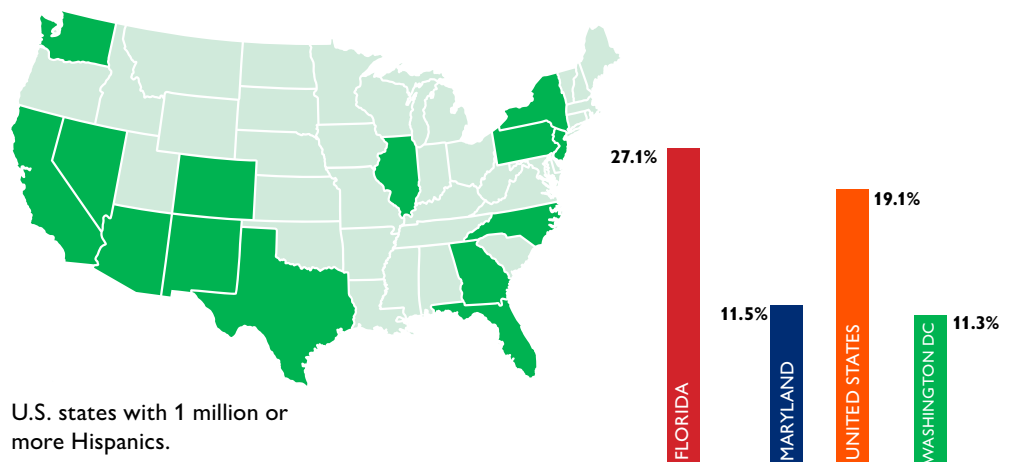 27.1%
19.1%
11.5%
11.3%
FLORIDA
MARYLAND
UNITED STATES
WASHINGTON DC
U.S. states with 1 million or
more Hispanics.